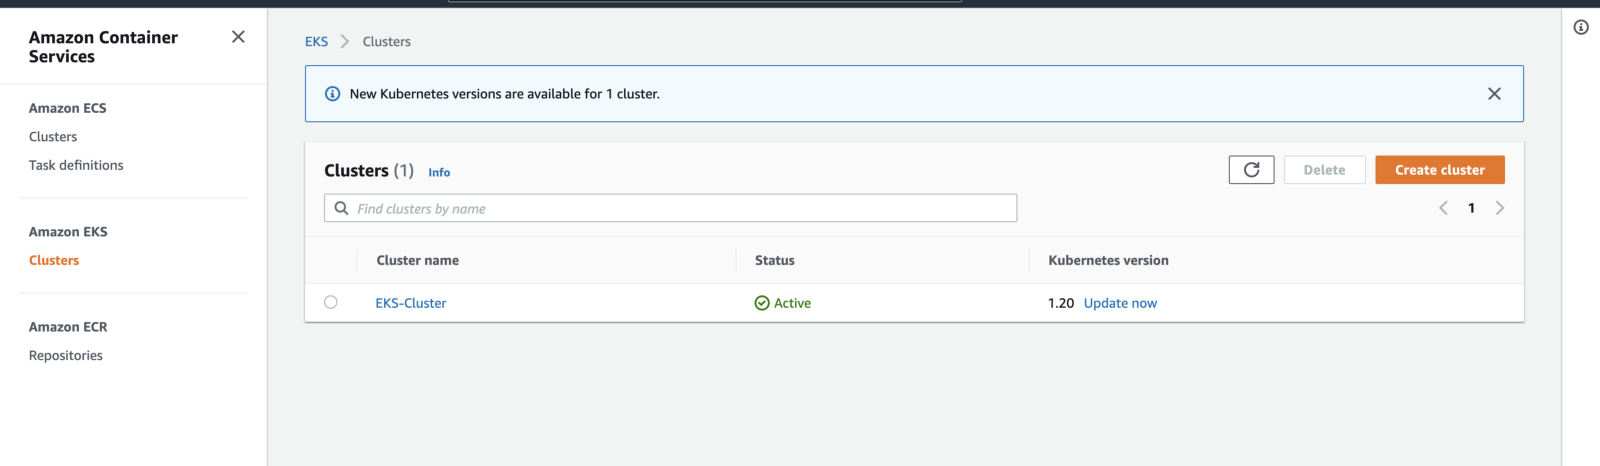 Amazon Container
Services
Amazon ECS
Clusters
Task definitions
Amazon EKS
Clusters
Amazon ECR
Repositories
EKS Clusters
New Kubernetes versions are available for 1 cluster.
Clusters (1) Info
Delete
Create cluster
Find clusters by name
1
Cluster name Status Kubernetes version
EKS-Cluster Active 1.20 Update now